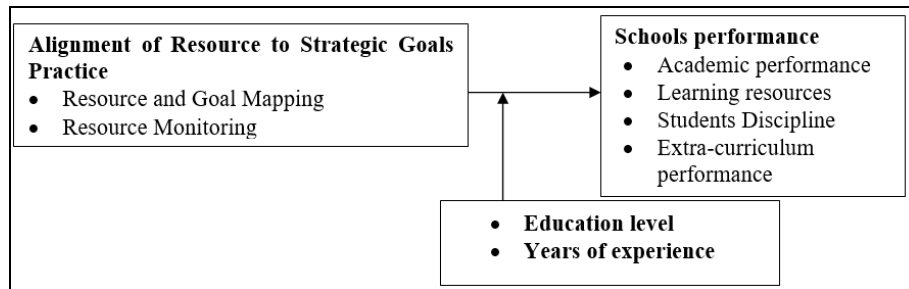 Alignment of Resource to Strategic Goals
Practice
• Resource and Goal Mapping
• Resource Monitoring
Schools performance
• Academic performance
• Learning resources
• Students Discipline
• Extra-curriculum
performance
• Education level
• Years of experience